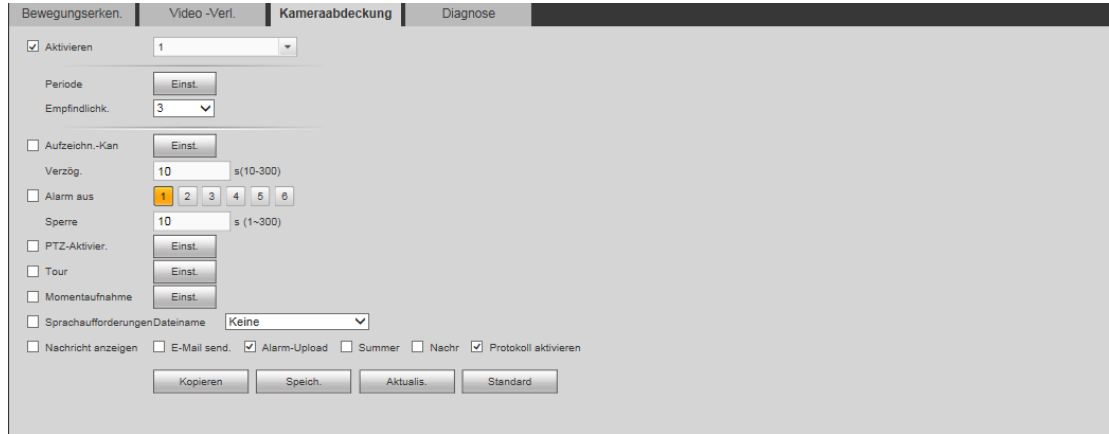 Bewegungserken. Video -Verl. Kameraabdeckung Diagnose
Aktivieren 1
Periode Einst.
Empfindlichk. 3
Aufzeichn.-Kan Einst.
Verzög. 10 s(10-300)
Alarm aus 1 2 3 4 5 6
Sperre 10 s (1~300)
PTZ-Aktivier. Einst.
Tour Einst.
Momentaufnahme Einst.
Sprachaufforderungen Dateiname Keine
Nachricht anzeigen E-Mail send. Alarm-Upload Summer Nachr Protokoll aktivieren
Kopieren Speich. Aktualis. Standard